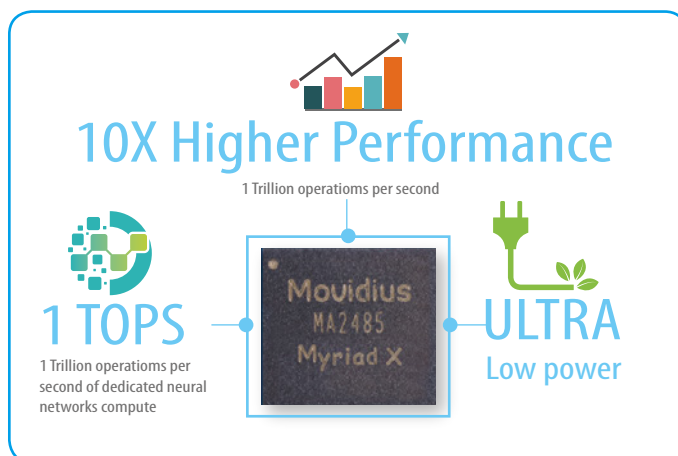 10X Higher Performance
1 Trillion operatioms per second
Movidius
MA2485
Myriad X
1 TOPS
1 Trillion operatioms per
second of dedicated neural
networks compute
ULTRA
Low power